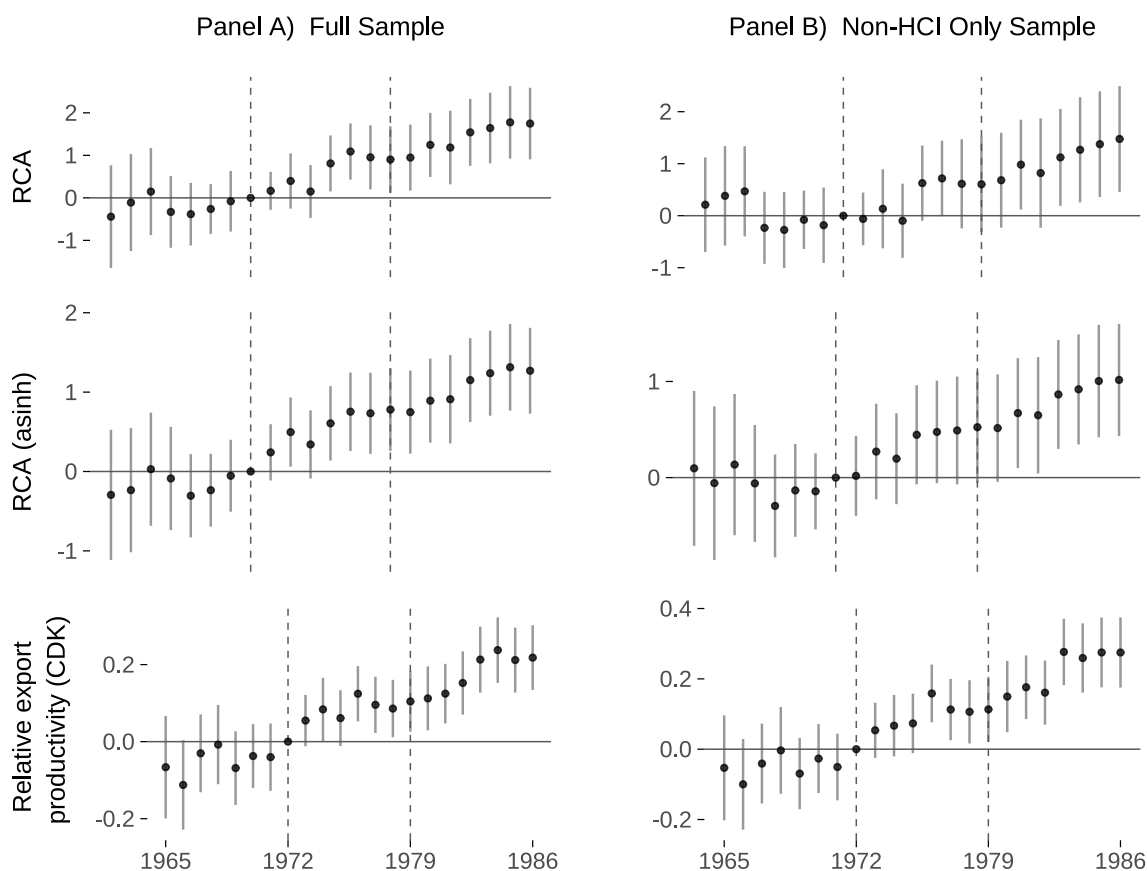 Panel A)  Full Sample
Panel B)  Non-HCI Only Sample
RCA
2
1
0
-1
2
1
0
-1
RCA (asinh)
2
1
0
-1
1
0
Relative export
productivity (CDK)
0.2
0.0
-0.2
0.4
0.2
0.0
-0.2
1965 1972 1979 1986
1965 1972 1979 1986